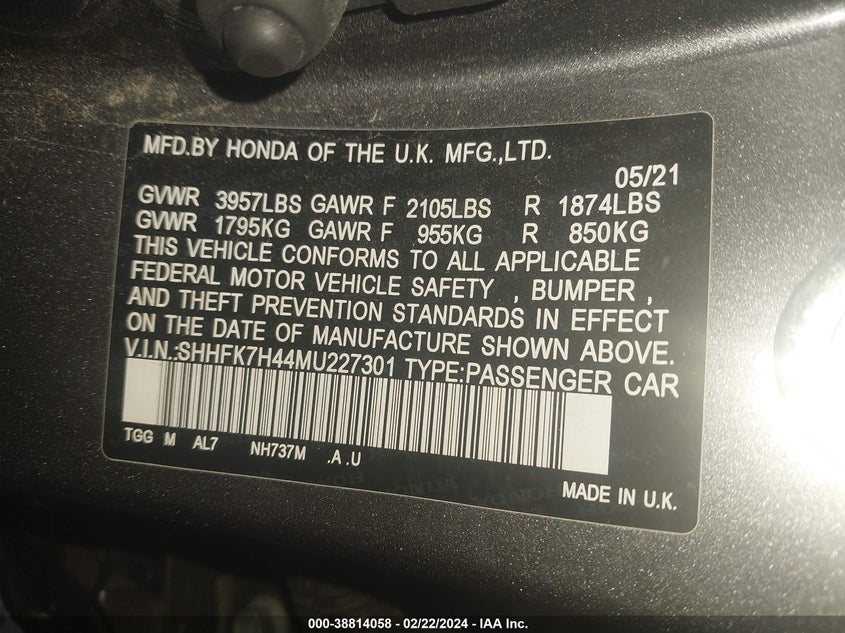 MFD.BY HONDA OF THE U.K. MFG.,LTD.
05/21
GVWR 3957LBS GAWR F 2105LBS R 1874LBS
GVWR 1795KG GAWR F 955KG R 850KG
THIS VEHICLE CONFORMS TO ALL APPLICABLE
FEDERAL MOTOR VEHICLE SAFETY , BUMPER ,
AND THEFT PREVENTION STANDARDS IN EFFECT
ON THE DATE OF MANUFACTURE SHOWN ABOVE.
V.I.N.:SHHFK7H44MU227301 TYPE:PASSENGER CAR
TGG M AL7 NH737M .A .U
MADE IN U.K.
000-38814058 - 02/22/2024 - IAA Inc.